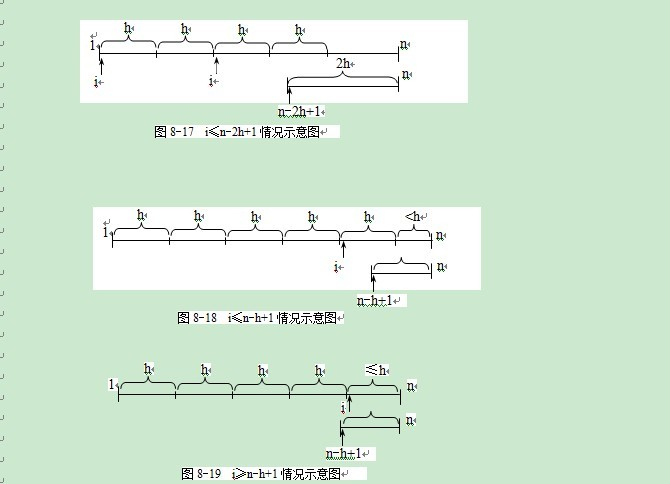 h h h h
1 n
2h
i i n
n-2h+1
图 8-17 i≤n-2h+1 情况示意图
h h h h h <h
1 n
i n
n-h+1
图 8-18 i≤n-h+1 情况示意图
h h h h ≤h
1 n
i n
n-h+1
图 8-19 i≥n-h+1 情况示意图